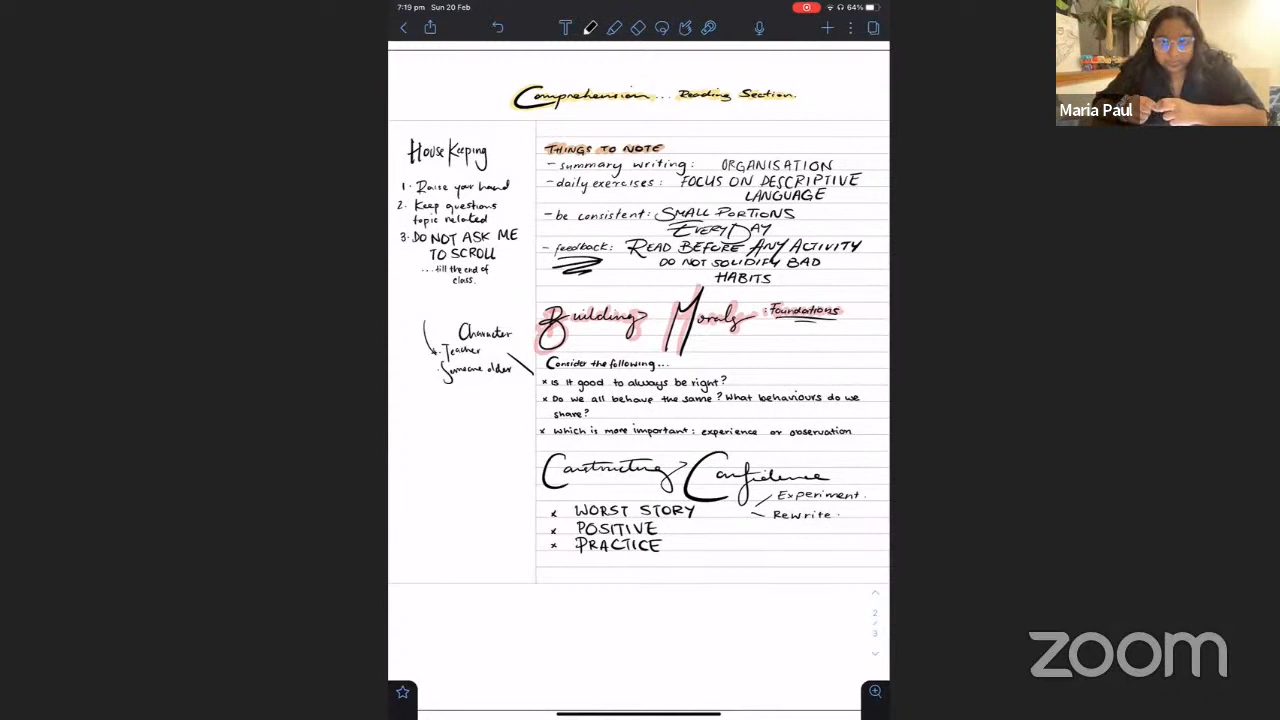 7:19 pm Sun 20 Feb
64%
Maria Paul
Comprehension... Reading Section.
House Keeping
1. Raise your hand
2. Keep questions
topic related
3. DO NOT ASK ME
TO SCROLL
...till the end of
class.
Character
· Teacher
· Someone older
THINGS TO NOTE
- summary writing: ORGANISATION
- daily exercises: FOCUS ON DESCRIPTIVE
LANGUAGE
- be consistent: SMALL PORTIONS
EVERYDAY
- feedback: READ BEFORE ANY ACTIVITY
DO NOT SOLIDIFY BAD
HABITS
Building Morals : Foundations
Consider the following...
x Is it good to always be right?
x Do we all behave the same? What behaviours do we
share?
x Which is more important: experience or observation
Constructing Confidence
Experiment.
Rewrite.
x WORST STORY
x POSITIVE
x PRACTICE
2
/
3
zoom